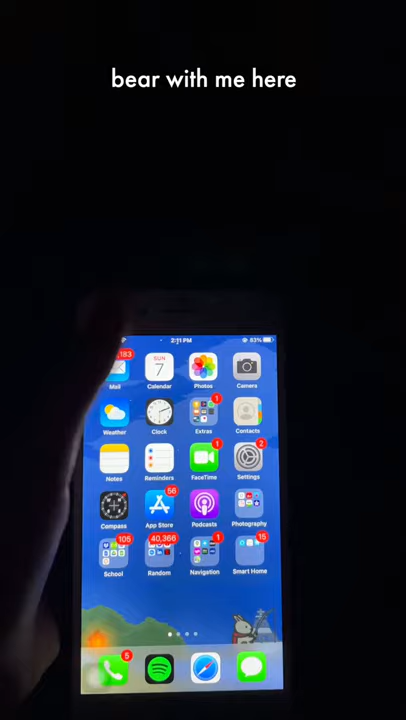 bear with me here
2:11 PM
83%
,183
SUN
7
Mail
Calendar
Photos
Camera
1
Weather
Clock
Extras
Contacts
1
2
Notes
Reminders
FaceTime
Settings
56
Compass
App Store
Podcasts
Photography
106
40,366
1
15
School
Random
Navigation
Smart Home
5